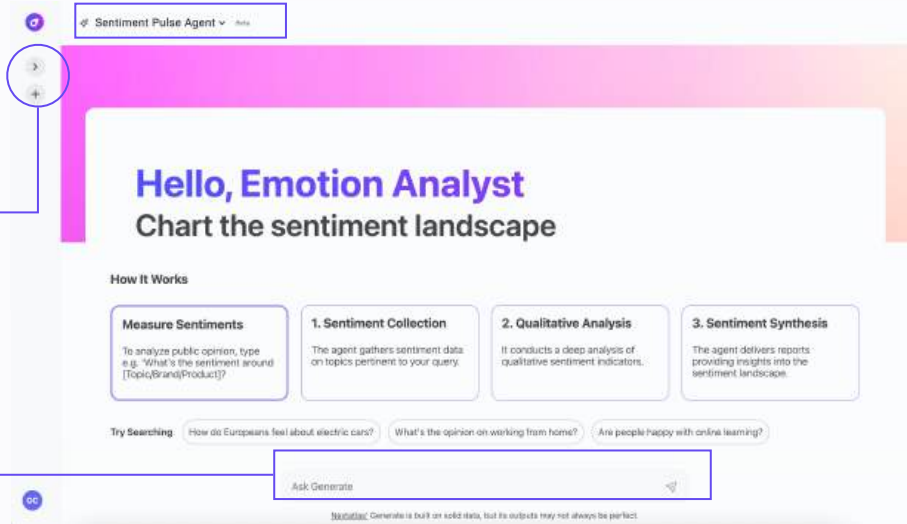 Sentiment Pulse Agent Beta
Hello, Emotion Analyst
Chart the sentiment landscape
How It Works
Measure Sentiments
To analyze public opinion, type
e.g. 'What's the sentiment around
[Topic/Brand/Product]?
1. Sentiment Collection
The agent gathers sentiment data
on topics pertinent to your query.
2. Qualitative Analysis
It conducts a deep analysis of
qualitative sentiment indicators.
3. Sentiment Synthesis
The agent delivers reports
providing insights into the
sentiment landscape.
Try Searching
How do Europeans feel about electric cars?
What's the opinion on working from home?
Are people happy with online learning?
Ask Generate
OC
Nextatlas' Generate is built on solid data, but its outputs may not always be perfect.